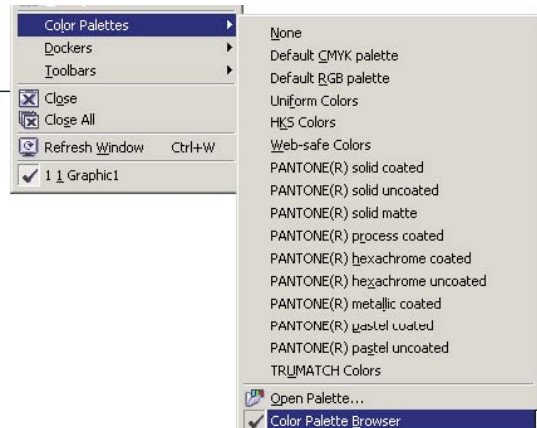 Color Palettes
Dockers
Toolbars
Close
Close All
Refresh Window Ctrl+W
1 1 Graphic1
None
Default CMYK palette
Default RGB palette
Uniform Colors
HKS Colors
Web-safe Colors
PANTONE(R) solid coated
PANTONE(R) solid uncoated
PANTONE(R) solid matte
PANTONE(R) process coated
PANTONE(R) hexachrome coated
PANTONE(R) hexachrome uncoated
PANTONE(R) metallic coated
PANTONE(R) pastel coated
PANTONE(R) pastel uncoated
TRUMATCH Colors
Open Palette...
Color Palette Browser